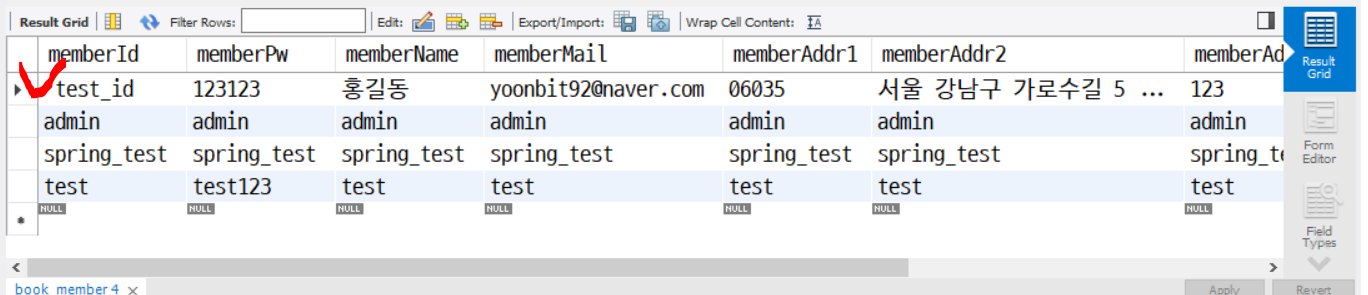 Result Grid Filter Rows: Edit: Export/Import: Wrap Cell Content:
memberId memberPw memberName memberMail memberAddr1 memberAddr2 memberAd
test_id 123123 홍길동 yoonbit92@naver.com 06035 서울 강남구 가로수길 5 ... 123
admin admin admin admin admin admin admin
spring_test spring_test spring_test spring_test spring_test spring_test spring_te
test test123 test test test test test
NULL NULL NULL NULL NULL NULL NULL
Result
Grid
Form
Editor
Field
Types
book_member 4
Apply Revert